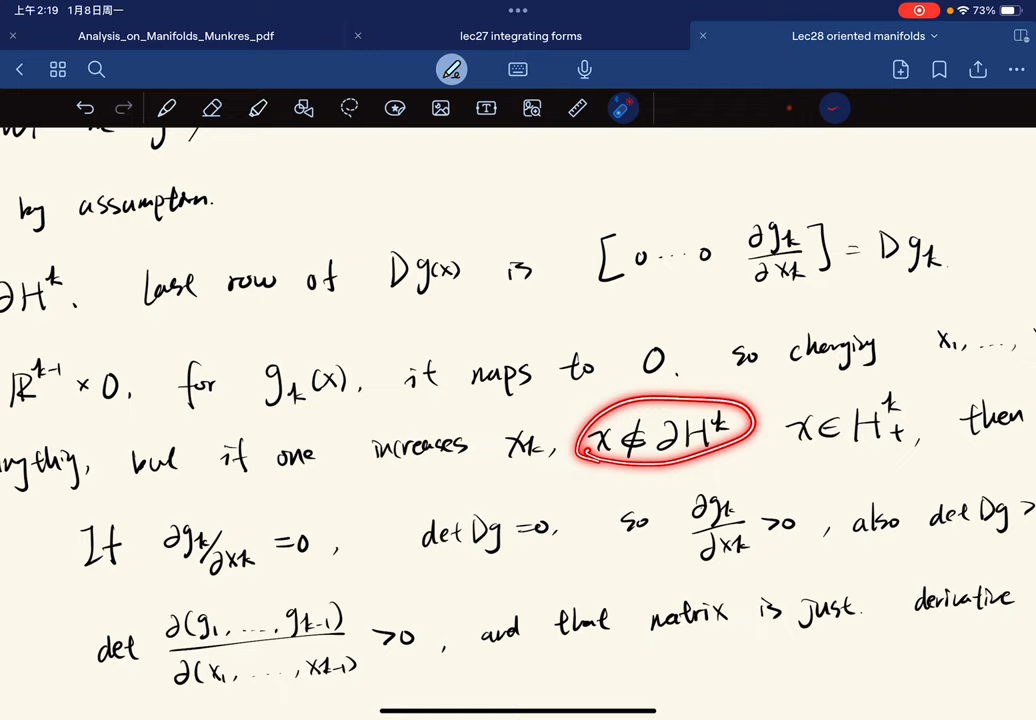 上午2:19 1月8日周一 73%
Analysis_on_Manifolds_Munkres_pdf lec27 integrating forms Lec28 oriented manifolds
by assumption.
∂H^k. Last row of Dg(x) is [0 ... 0 ∂g_k/∂x_k] = Dg_k
ℝ^{k-1} × 0, for g_k(x), it maps to 0. so changing x_1, ...,
anything, but if one increases x_k, x ∉ ∂H^k x ∈ H^k_+, then
If ∂g_k/∂x_k = 0, det Dg = 0, so ∂g_k/∂x_k > 0, also det Dg >
det ∂(g_1, ..., g_{k-1})/∂(x_1, ..., x_{k-1}) > 0, and that matrix is just. derivative